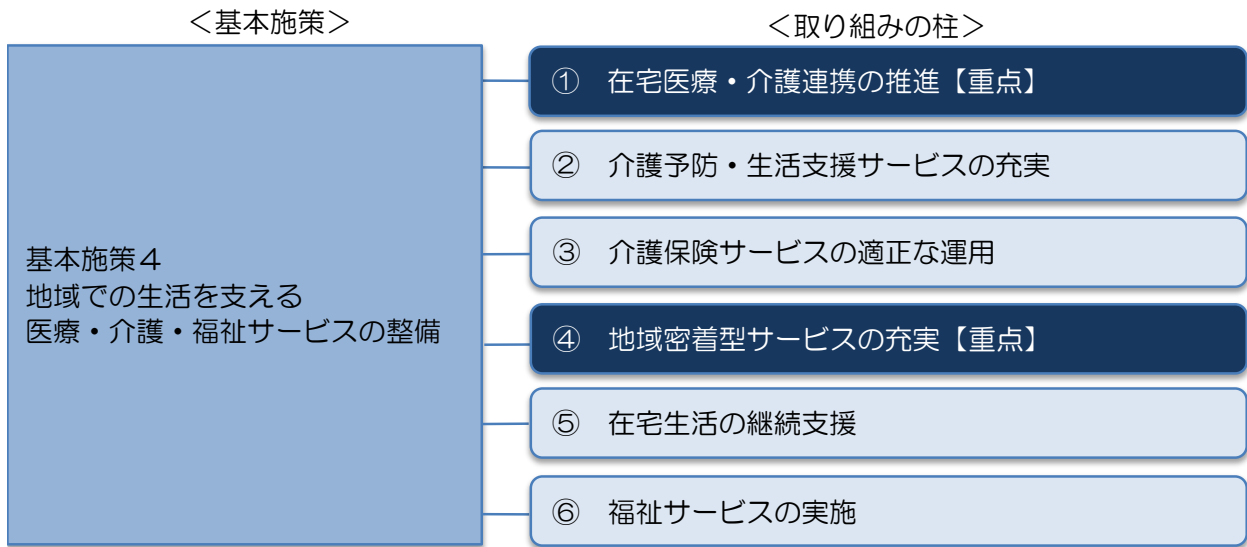 ＜基本施策＞
＜取り組みの柱＞
基本施策４
地域での生活を支える
医療・介護・福祉サービスの整備
① 在宅医療・介護連携の推進【重点】
② 介護予防・生活支援サービスの充実
③ 介護保険サービスの適正な運用
④ 地域密着型サービスの充実【重点】
⑤ 在宅生活の継続支援
⑥ 福祉サービスの実施